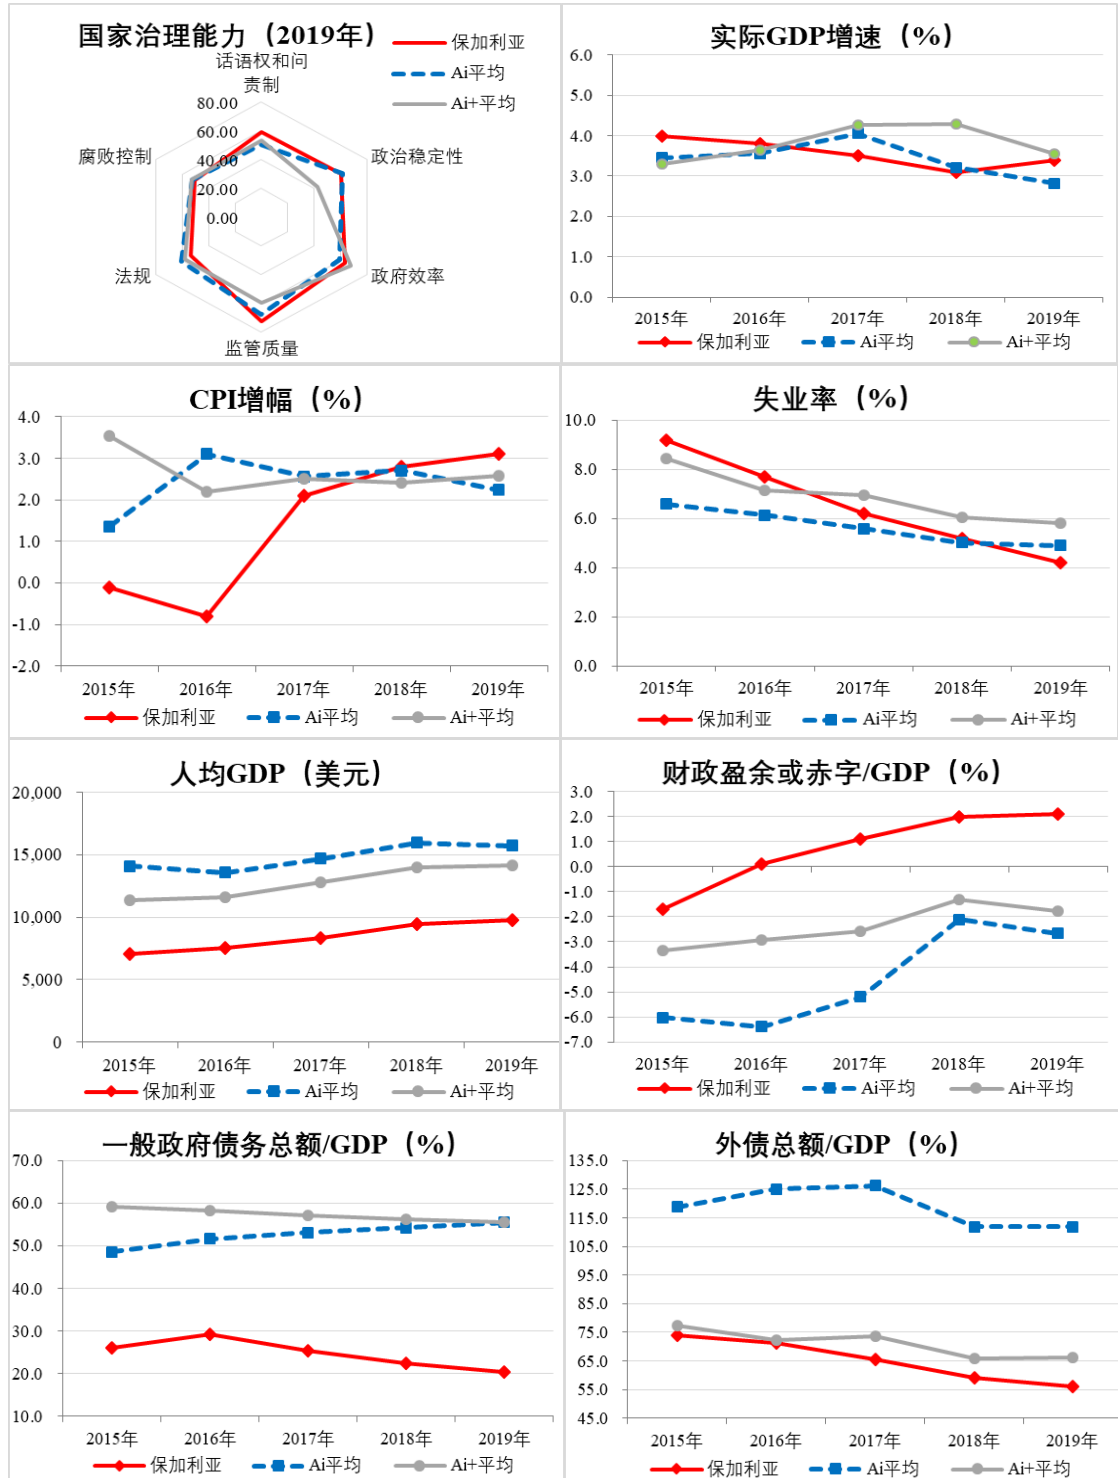 国家治理能力（2019年）
保加利亚
Ai平均
Ai+平均
话语权和问
责制
政治稳定性
政府效率
监管质量
法规
腐败控制
80.00
60.00
40.00
20.00
0.00
实际GDP增速（%）
6.0
5.0
4.0
3.0
2.0
1.0
0.0
2015年 2016年 2017年 2018年 2019年
保加利亚 Ai平均 Ai+平均
CPI增幅（%）
4.0
3.0
2.0
1.0
0.0
-1.0
-2.0
2015年 2016年 2017年 2018年 2019年
保加利亚 Ai平均 Ai+平均
失业率（%）
10.0
8.0
6.0
4.0
2.0
0.0
2015年 2016年 2017年 2018年 2019年
保加利亚 Ai平均 Ai+平均
人均GDP（美元）
20,000
15,000
10,000
5,000
0
2015年 2016年 2017年 2018年 2019年
保加利亚 Ai平均 Ai+平均
财政盈余或赤字/GDP（%）
3.0
2.0
1.0
0.0
-1.0
-2.0
-3.0
-4.0
-5.0
-6.0
-7.0
2015年 2016年 2017年 2018年 2019年
保加利亚 Ai平均 Ai+平均
一般政府债务总额/GDP（%）
70.0
60.0
50.0
40.0
30.0
20.0
10.0
2015年 2016年 2017年 2018年 2019年
保加利亚 Ai平均 Ai+平均
外债总额/GDP（%）
135.0
125.0
115.0
105.0
95.0
85.0
75.0
65.0
55.0
45.0
2015年 2016年 2017年 2018年 2019年
保加利亚 Ai平均 Ai+平均